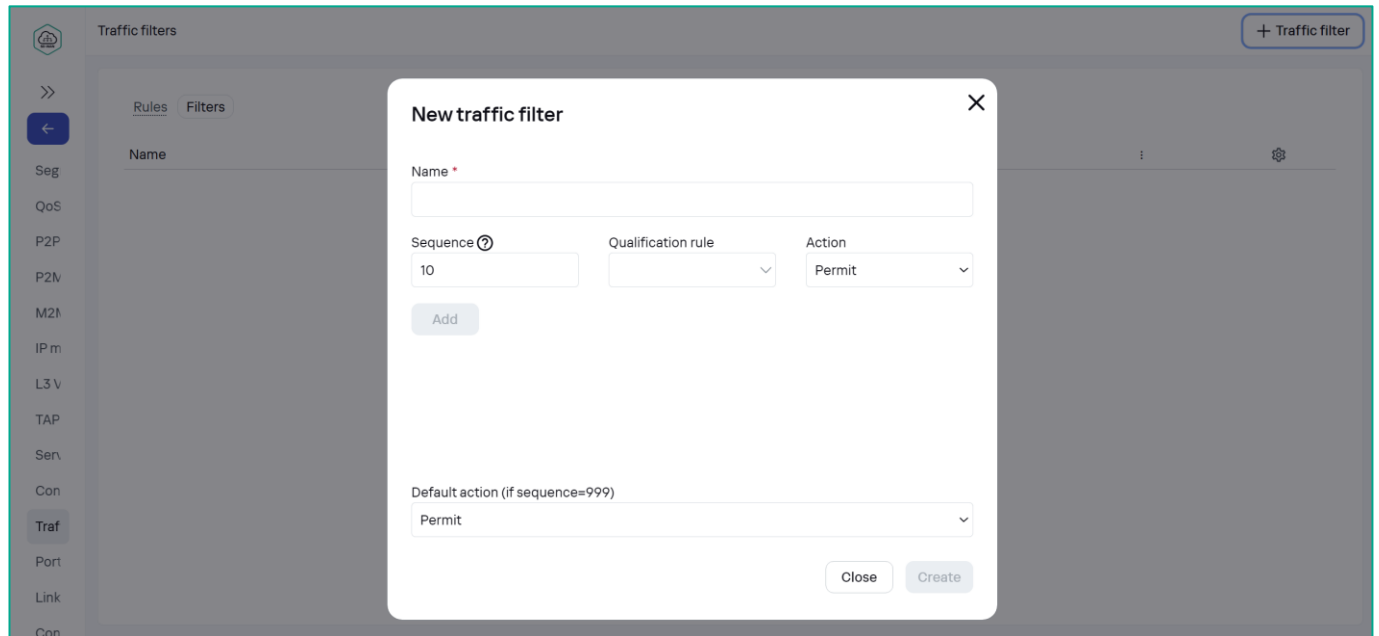 Traffic filters
+ Traffic filter
Rules Filters
Name
Seg
QoS
P2P
P2M
M2M
IP m
L3 V
TAP
Serv
Con
Traf
Port
Link
Con
New traffic filter
Name *
Sequence ? Qualification rule Action
10 Permit
Add
Default action (if sequence=999)
Permit
Close Create